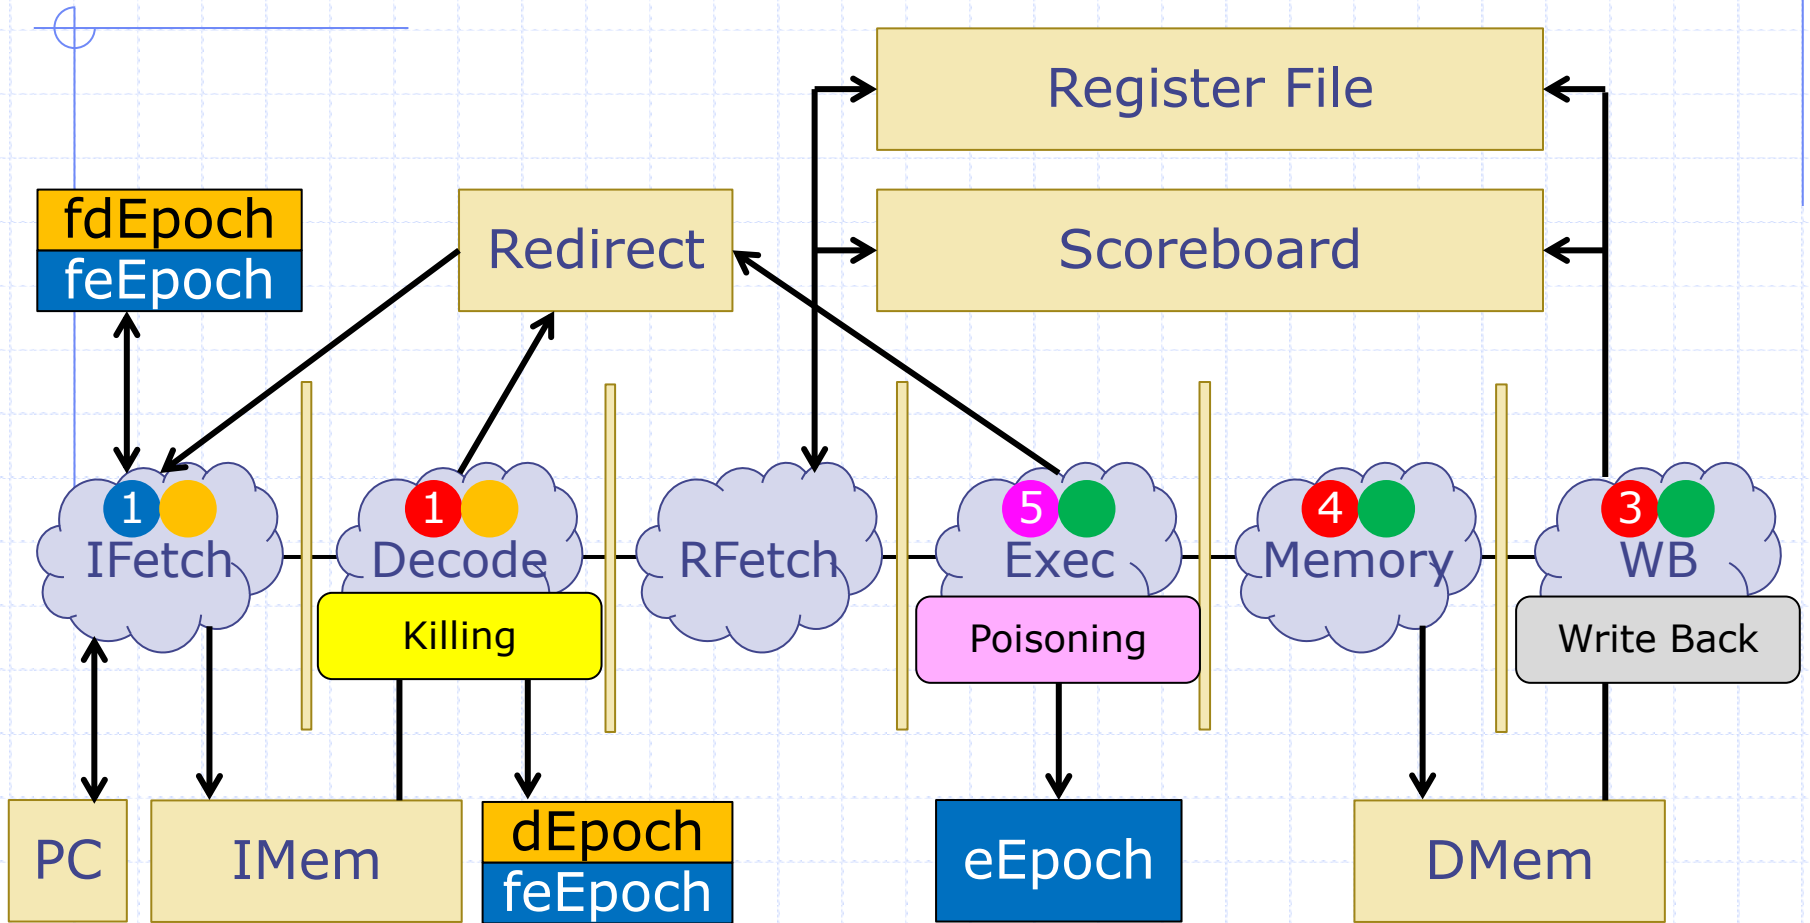 Register File
fdEpoch
feEpoch
Redirect
Scoreboard
1
IFetch
1
Decode
RFetch
5
Exec
4
Memory
3
WB
Killing
Poisoning
Write Back
PC
IMem
dEpoch
feEpoch
eEpoch
DMem